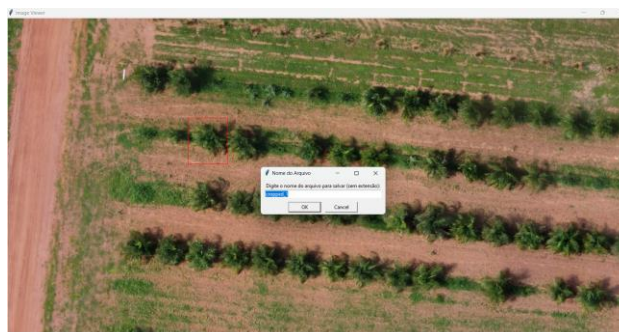 Image Viewer
Nome do Arquivo
Digite o nome do arquivo para salvar (sem extensão):
OK
Cancel